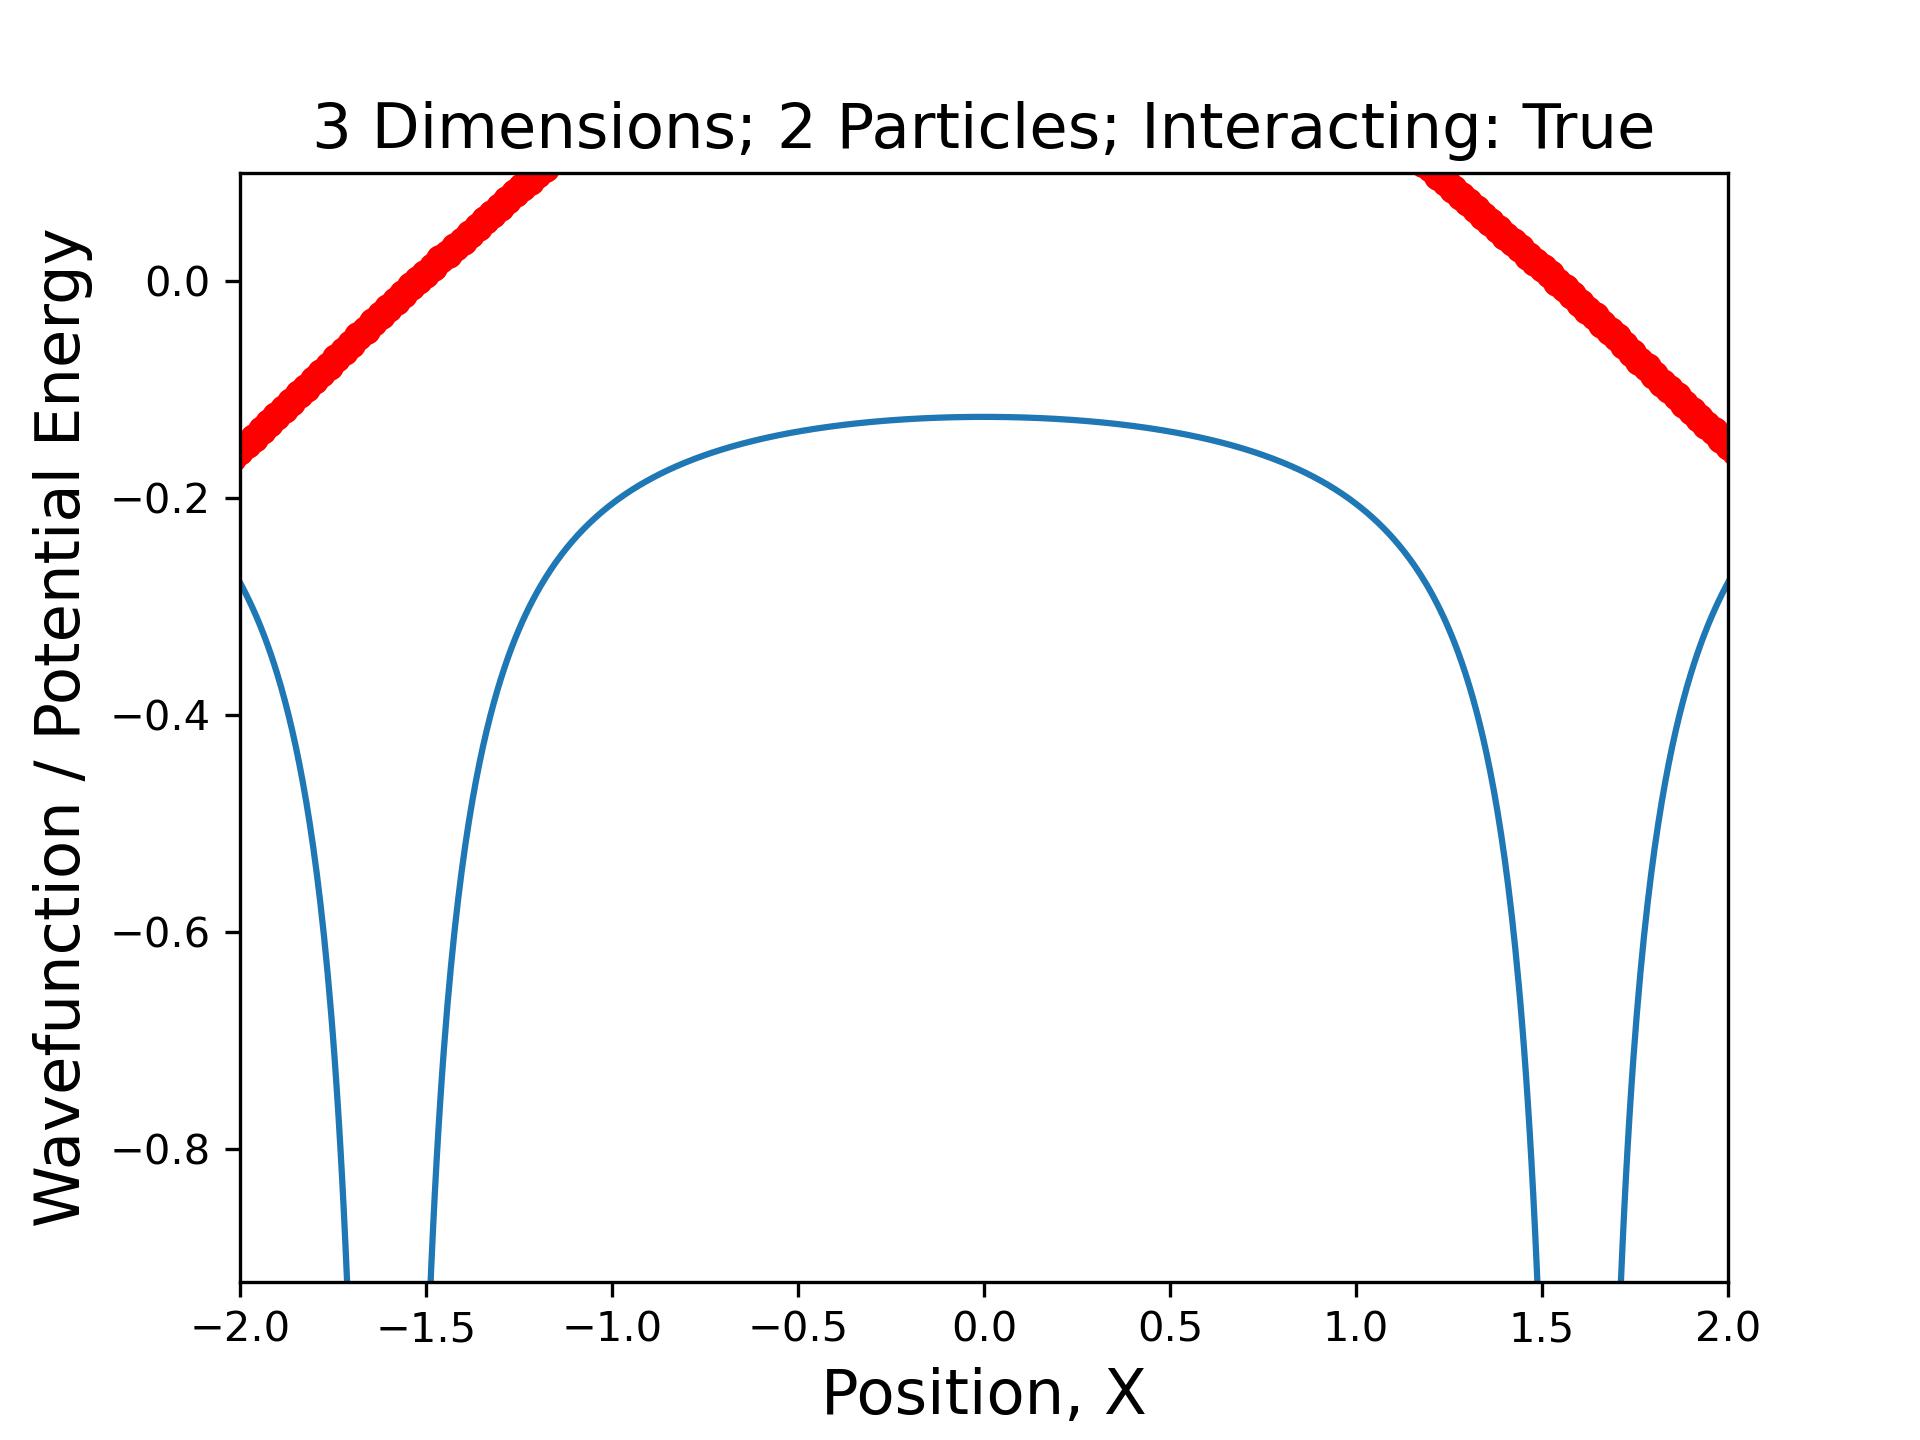 3 Dimensions; 2 Particles; Interacting: True
Wavefunction / Potential Energy
0.0
−0.2
−0.4
−0.6
−0.8
−2.0 −1.5 −1.0 −0.5 0.0 0.5 1.0 1.5 2.0
Position, X